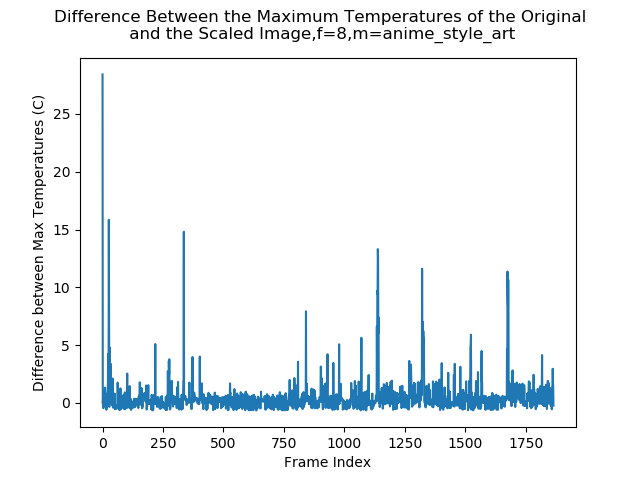 Difference Between the Maximum Temperatures of the Original
and the Scaled Image,f=8,m=anime_style_art
Difference between Max Temperatures (C)
25
20
15
10
5
0
0 250 500 750 1000 1250 1500 1750
Frame Index